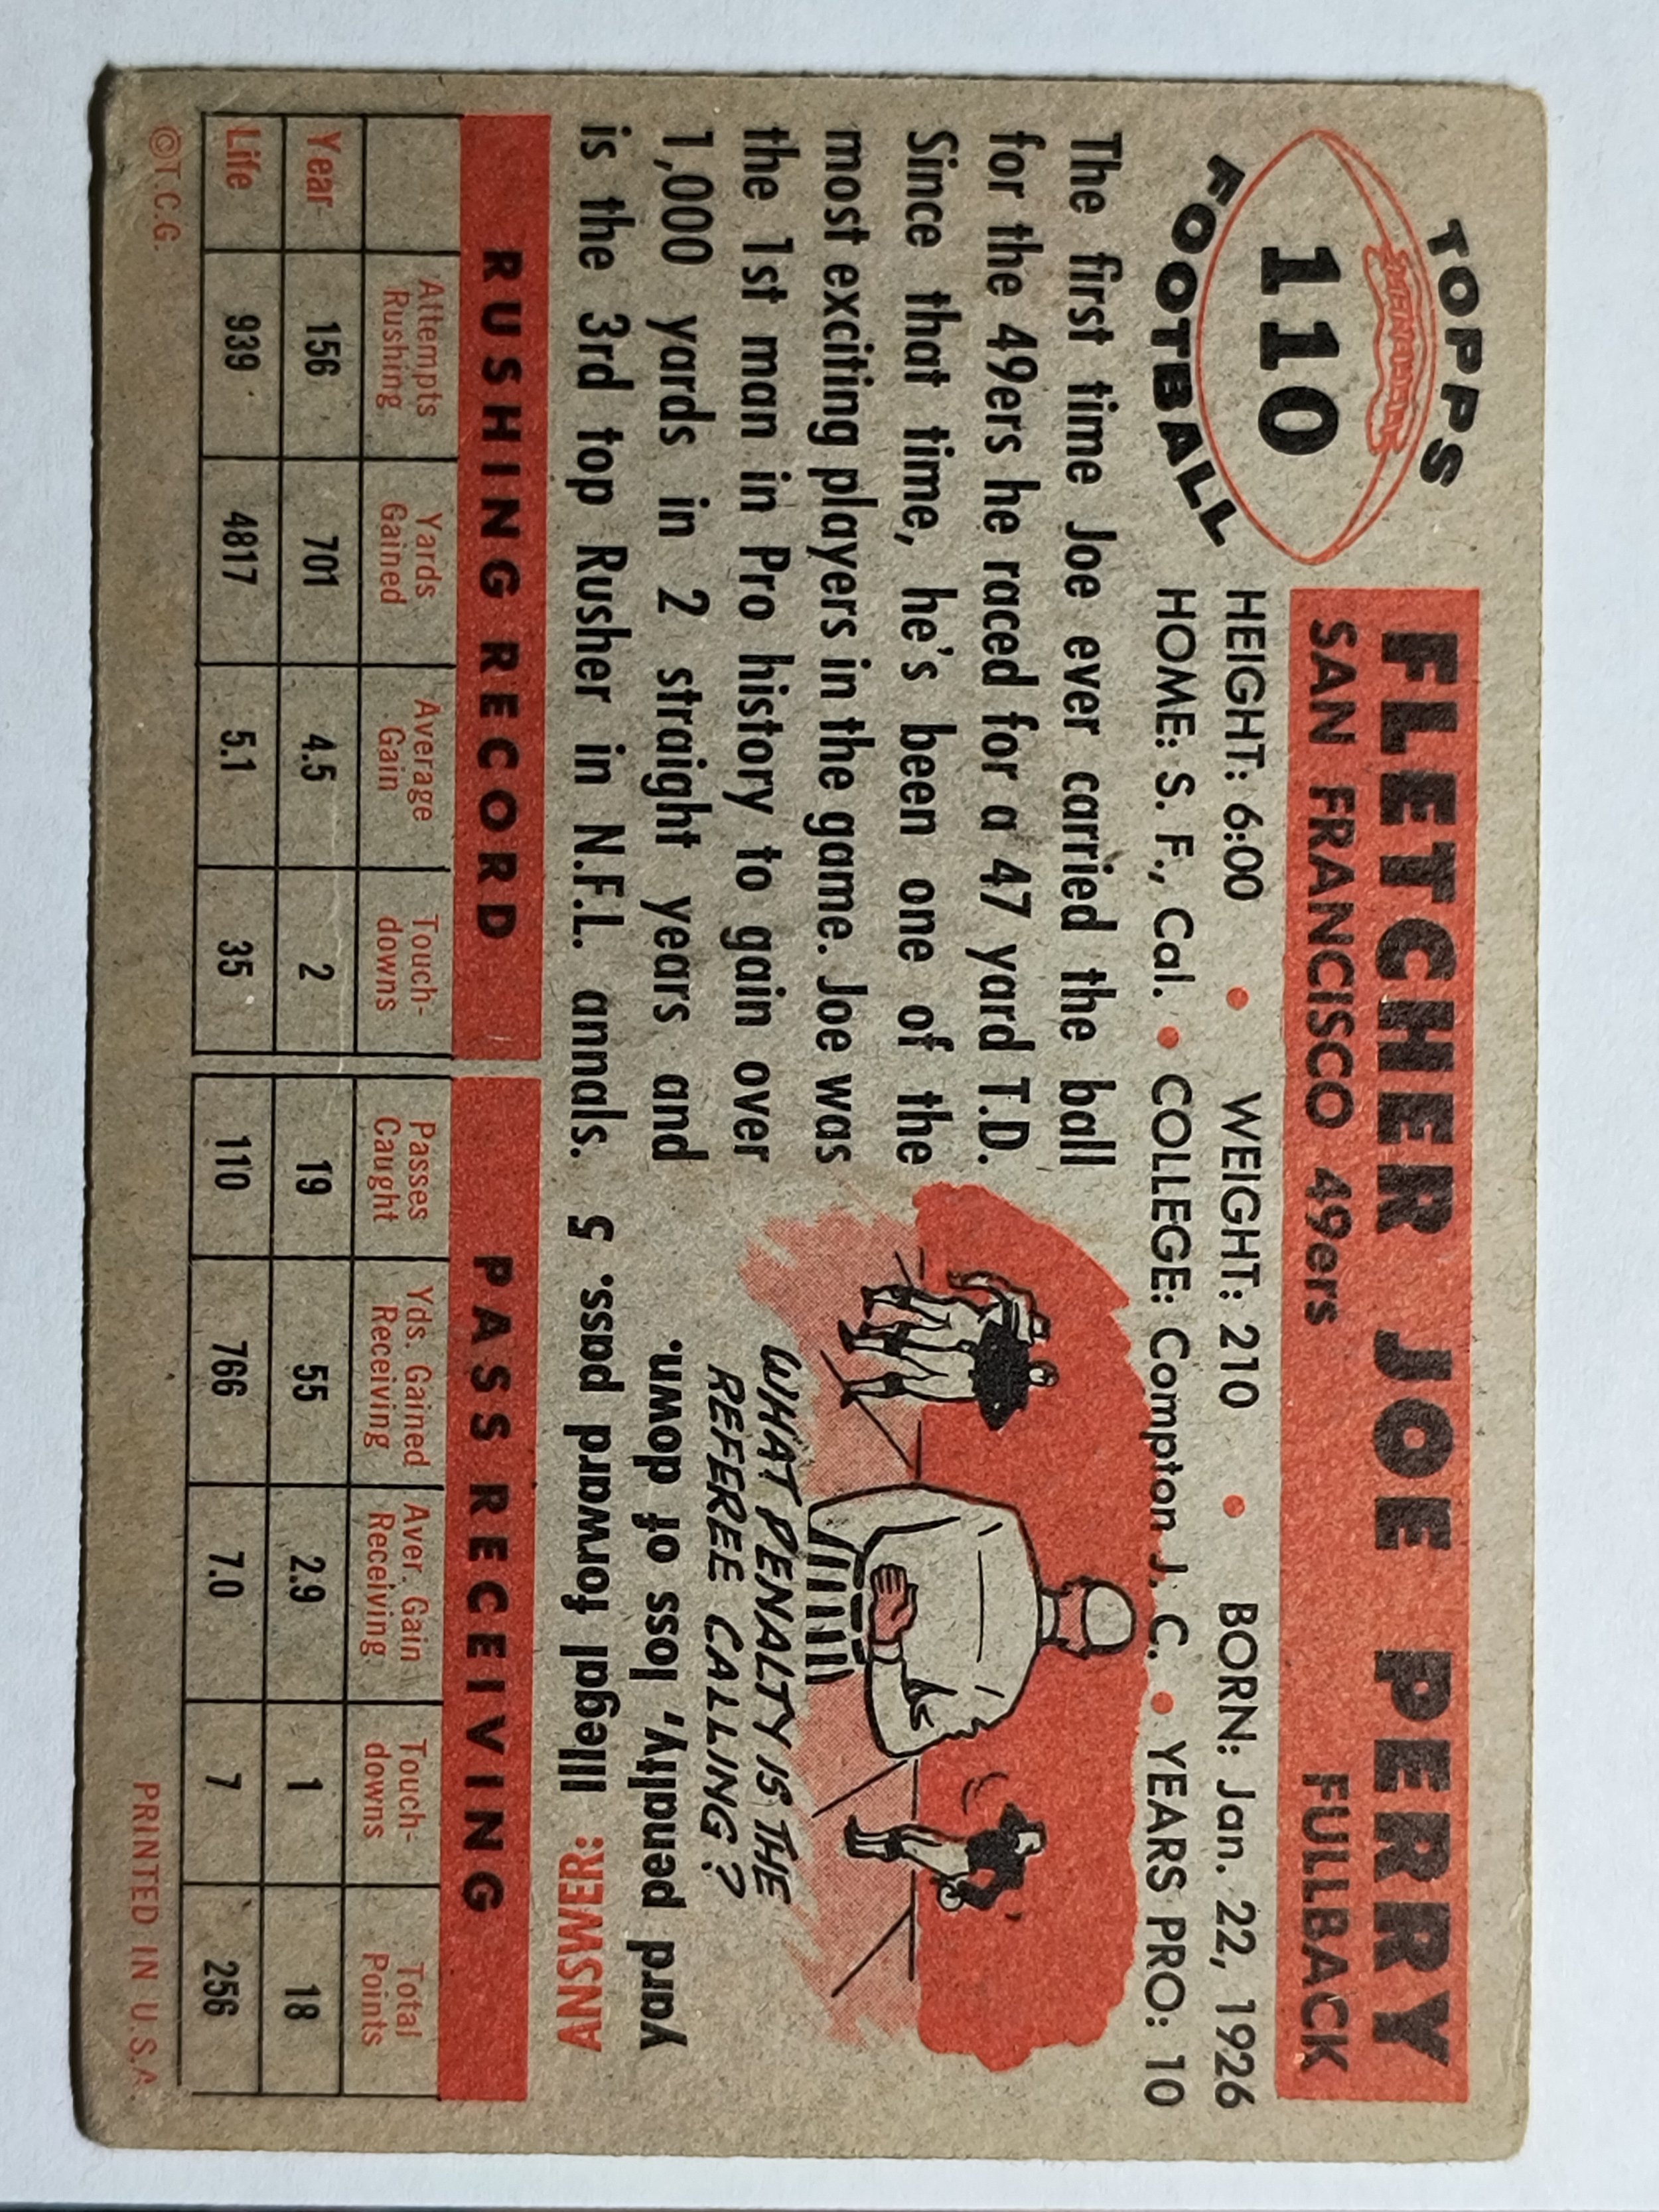 TOPPS
110
FOOTBALL
FLETCHER JOE PERRY
SAN FRANCISCO 49ers FULLBACK
HEIGHT: 6:00 • WEIGHT: 210 • BORN: Jan. 22, 1926
HOME: S. F., Cal. • COLLEGE: Compton J. C. • YEARS PRO: 10
The first time Joe ever carried the ball
for the 49ers he raced for a 47 yard T.D.
Since that time, he's been one of the
most exciting players in the game. Joe was
the 1st man in Pro history to gain over
1,000 yards in 2 straight years and
is the 3rd top Rusher in N.F.L. annals.
WHAT PENALTY IS THE
REFEREE CALLING?
ANSWER: Illegal forward pass. 5
Yard penalty, loss of down.
RUSHING RECORD PASS RECEIVING
Attempts Rushing Yards Gained Average Gain Touch-downs Passes Caught Yds. Gained Receiving Aver. Gain Receiving Touch-downs Total Points
Year 156 701 4.5 2 19 55 2.9 1 18
Life 939 4817 5.1 35 110 766 7.0 7 256
©T.C.G. PRINTED IN U.S.A.